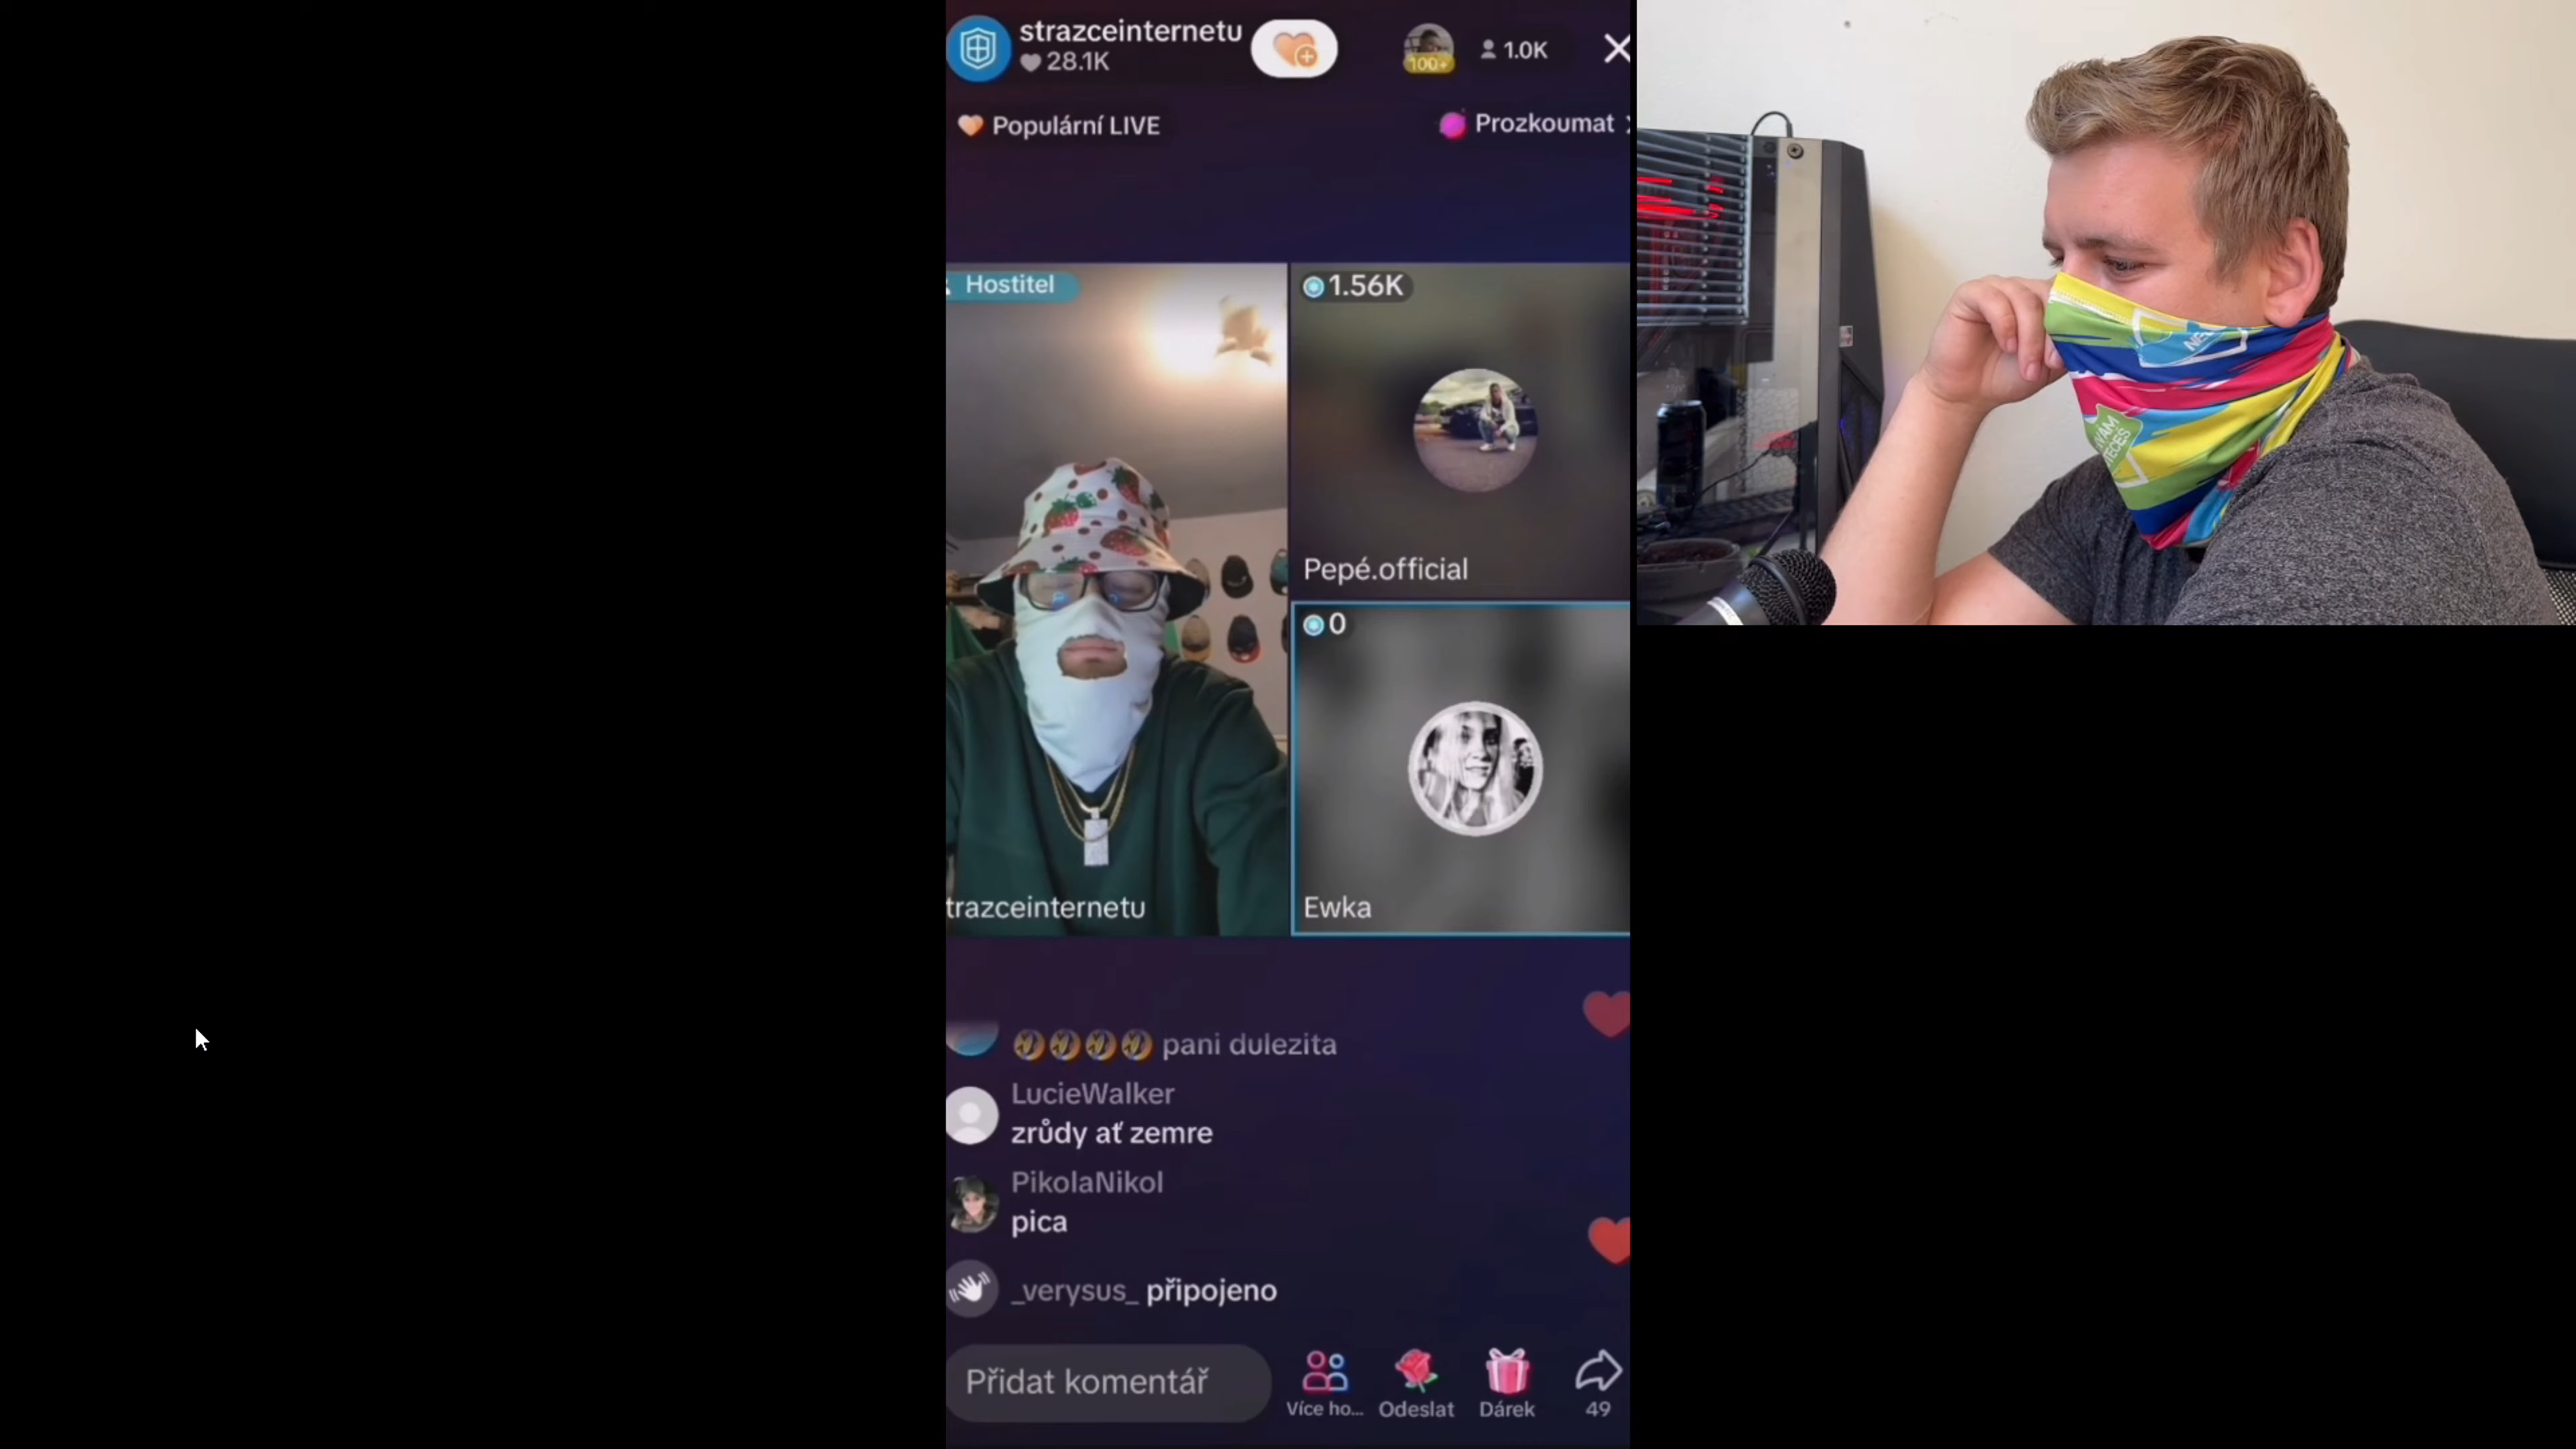 strazceinternetu
28.1K
100+
1.0K
Populární LIVE
Prozkoumat
Hostitel
1.56K
Pepé.official
0
trazceinternetu
Ewka
pani dulezita
LucieWalker
zrůdy ať zemre
PikolaNikol
pica
_verysus_ připojeno
Přidat komentář
Více ho...
Odeslat
Dárek
49